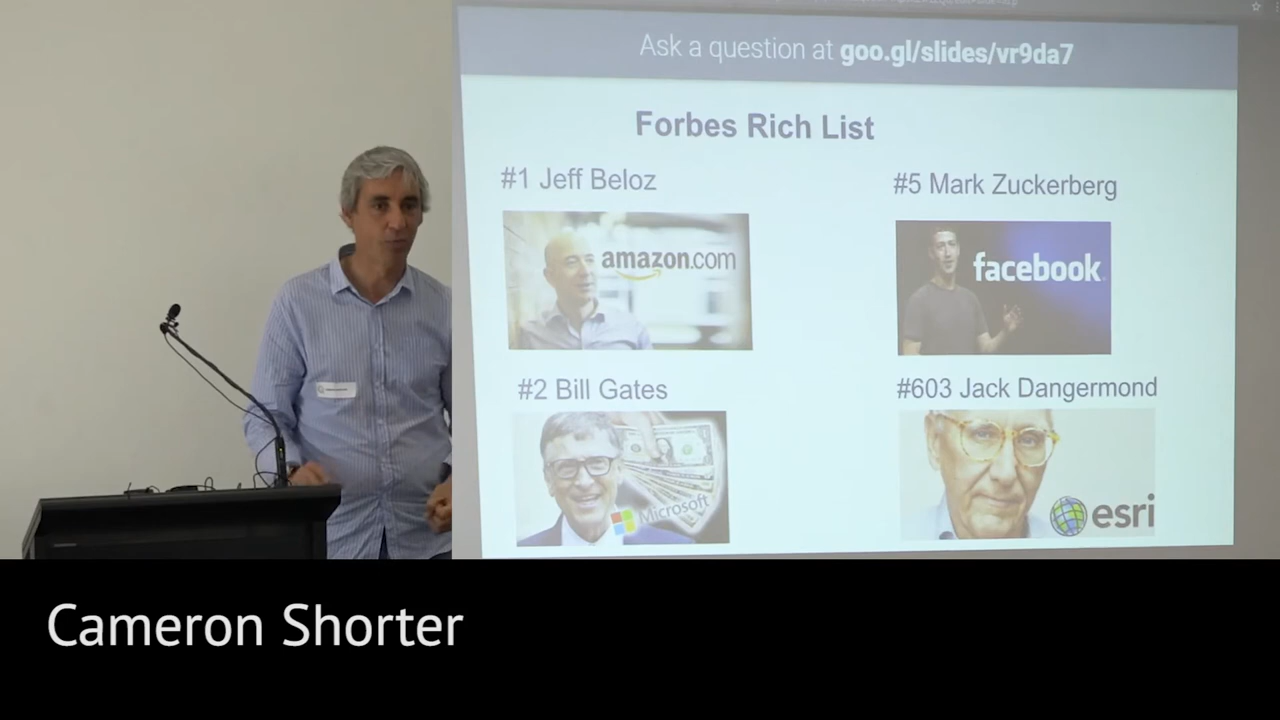 Ask a question at goo.gl/slides/vr9da7
Forbes Rich List
#1 Jeff Beloz
#5 Mark Zuckerberg
amazon.com
facebook
#2 Bill Gates
#603 Jack Dangermond
Microsoft
esri
Cameron Shorter